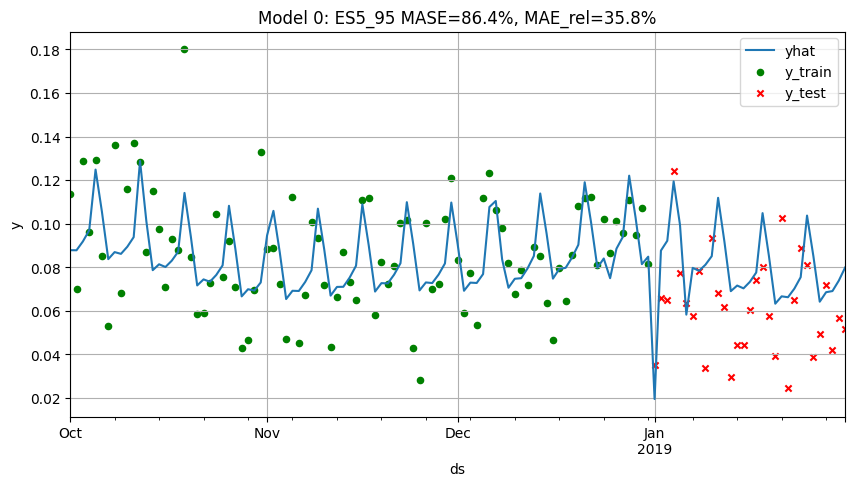 Model 0: ES5_95 MASE=86.4%, MAE_rel=35.8%
yhat
y_train
y_test
0.18
0.16
0.14
0.12
0.10
0.08
0.06
0.04
0.02
y
Oct
Nov
Dec
Jan
2019
ds